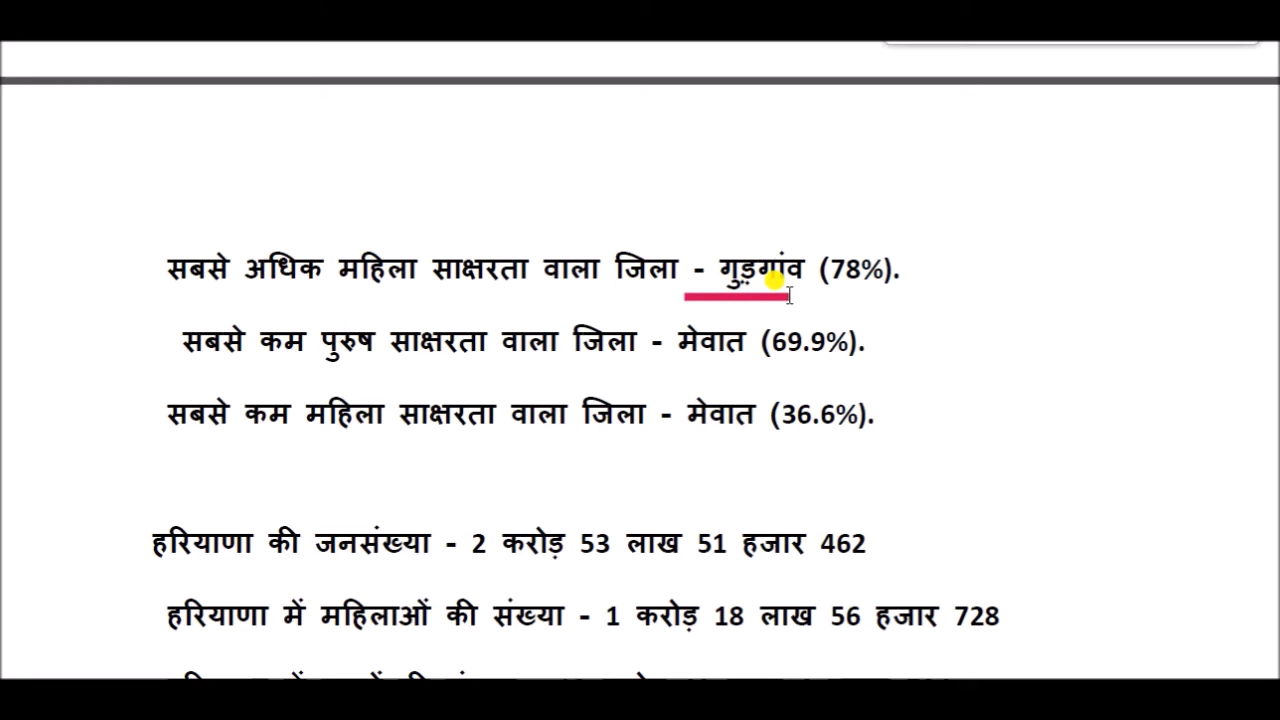 सबसे अधिक महिला साक्षरता वाला जिला - गुड़गांव (78%).
सबसे कम पुरुष साक्षरता वाला जिला - मेवात (69.9%).
सबसे कम महिला साक्षरता वाला जिला - मेवात (36.6%).
हरियाणा की जनसंख्या - 2 करोड़ 53 लाख 51 हजार 462
हरियाणा में महिलाओं की संख्या - 1 करोड़ 18 लाख 56 हजार 728